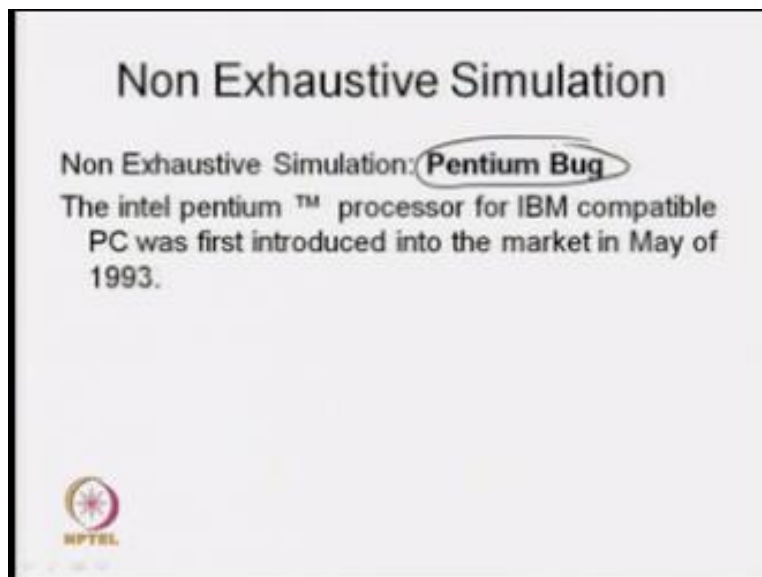 Non Exhaustive Simulation
Non Exhaustive Simulation: Pentium Bug
The intel pentium ™ processor for IBM compatible
PC was first introduced into the market in May of
1993.
NPTEL